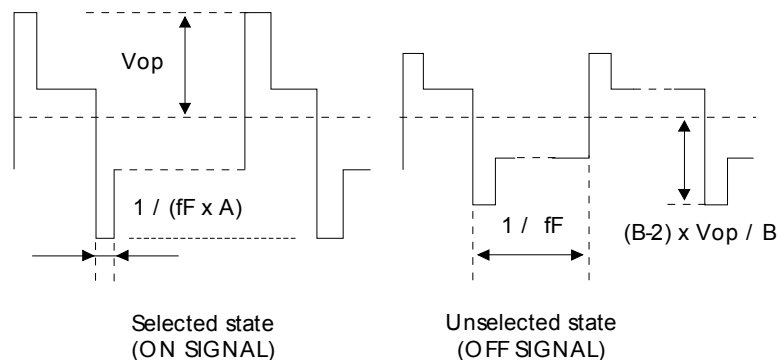 Vop
1 / (fF x A)
Selected state
(ON SIGNAL)
1 / fF
(B-2) x Vop / B
Unselected state
(OFF SIGNAL)